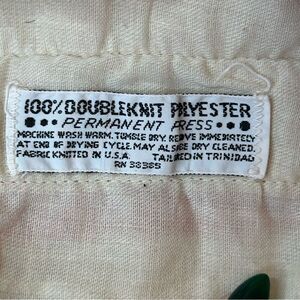 100% DOUBLEKNIT POLYESTER
PERMANENT PRESS
MACHINE WASH WARM. TUMBLE DRY. REMOVE IMMEDIATELY
AT END OF DRYING CYCLE. MAY ALSO BE DRY CLEANED.
FABRIC KNITTED IN U.S.A. TAILORED IN TRINIDAD
RN 38385